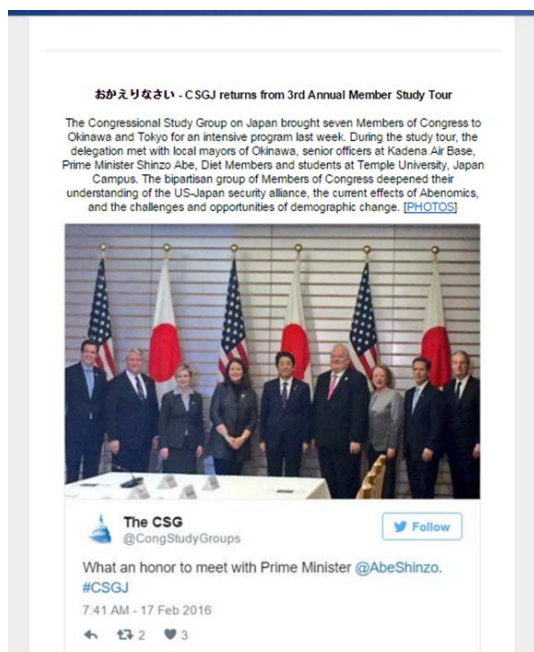 おかえりなさい - CSGJ returns from 3rd Annual Member Study Tour
The Congressional Study Group on Japan brought seven Members of Congress to
Okinawa and Tokyo for an intensive program last week. During the study tour, the
delegation met with local mayors of Okinawa, senior officers at Kadena Air Base,
Prime Minister Shinzo Abe, Diet Members and students at Temple University, Japan
Campus. The bipartisan group of Members of Congress deepened their
understanding of the US-Japan security alliance, the current effects of Abenomics,
and the challenges and opportunities of demographic change. [PHOTOS]
The CSG
@CongStudyGroups
Follow
What an honor to meet with Prime Minister @AbeShinzo.
#CSGJ
7:41 AM - 17 Feb 2016
2 3